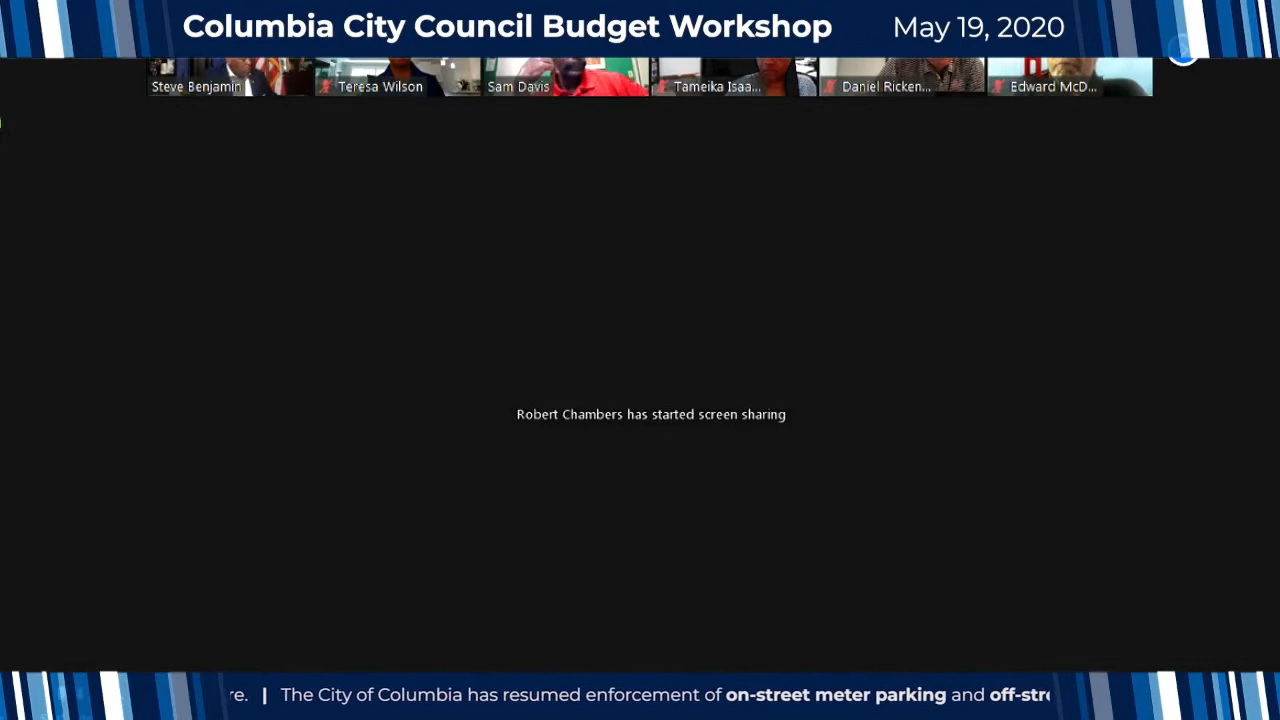 Columbia City Council Budget Workshop May 19, 2020
Steve Benjamin Teresa Wilson Sam Davis Tameika Isaa... Daniel Ricken... Edward McD...
Robert Chambers has started screen sharing
re. | The City of Columbia has resumed enforcement of on-street meter parking and off-stre